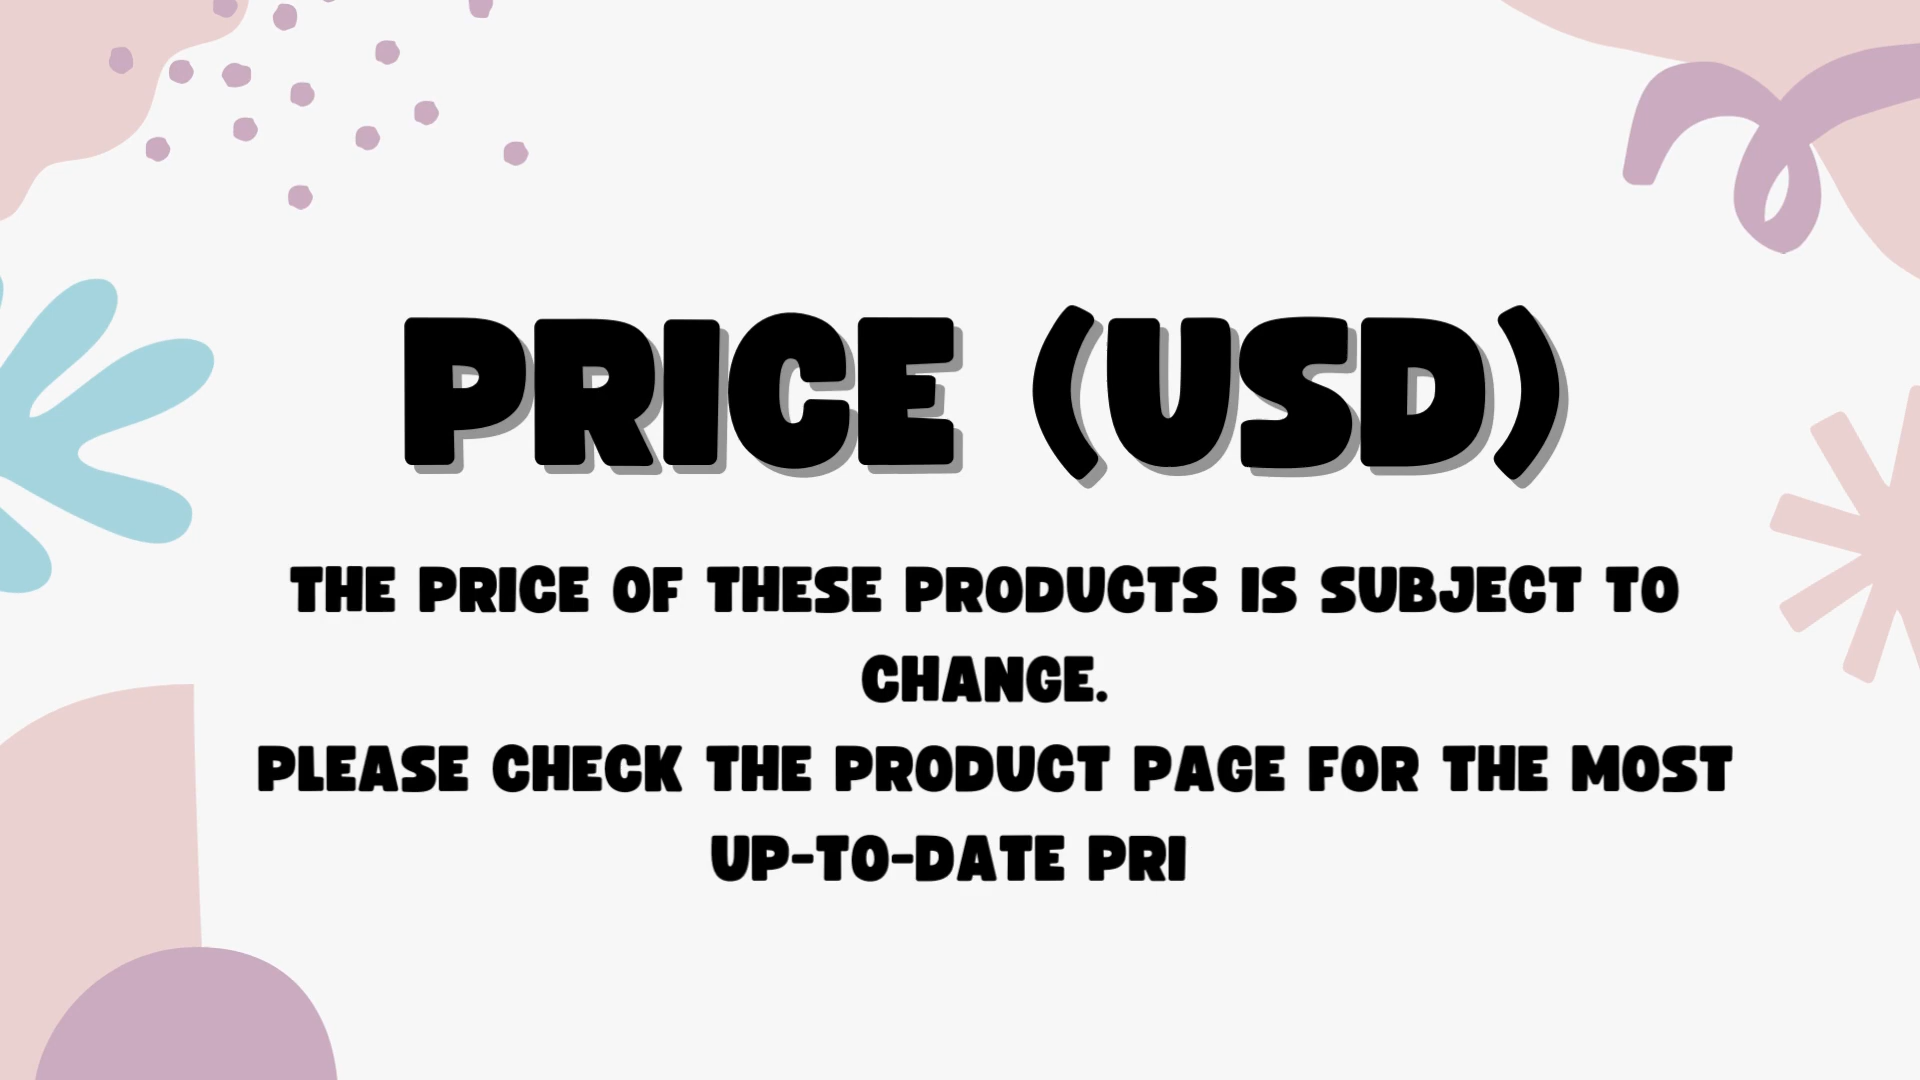 PRICE (USD)
THE PRICE OF THESE PRODUCTS IS SUBJECT TO
CHANGE.
PLEASE CHECK THE PRODUCT PAGE FOR THE MOST
UP-TO-DATE PRI